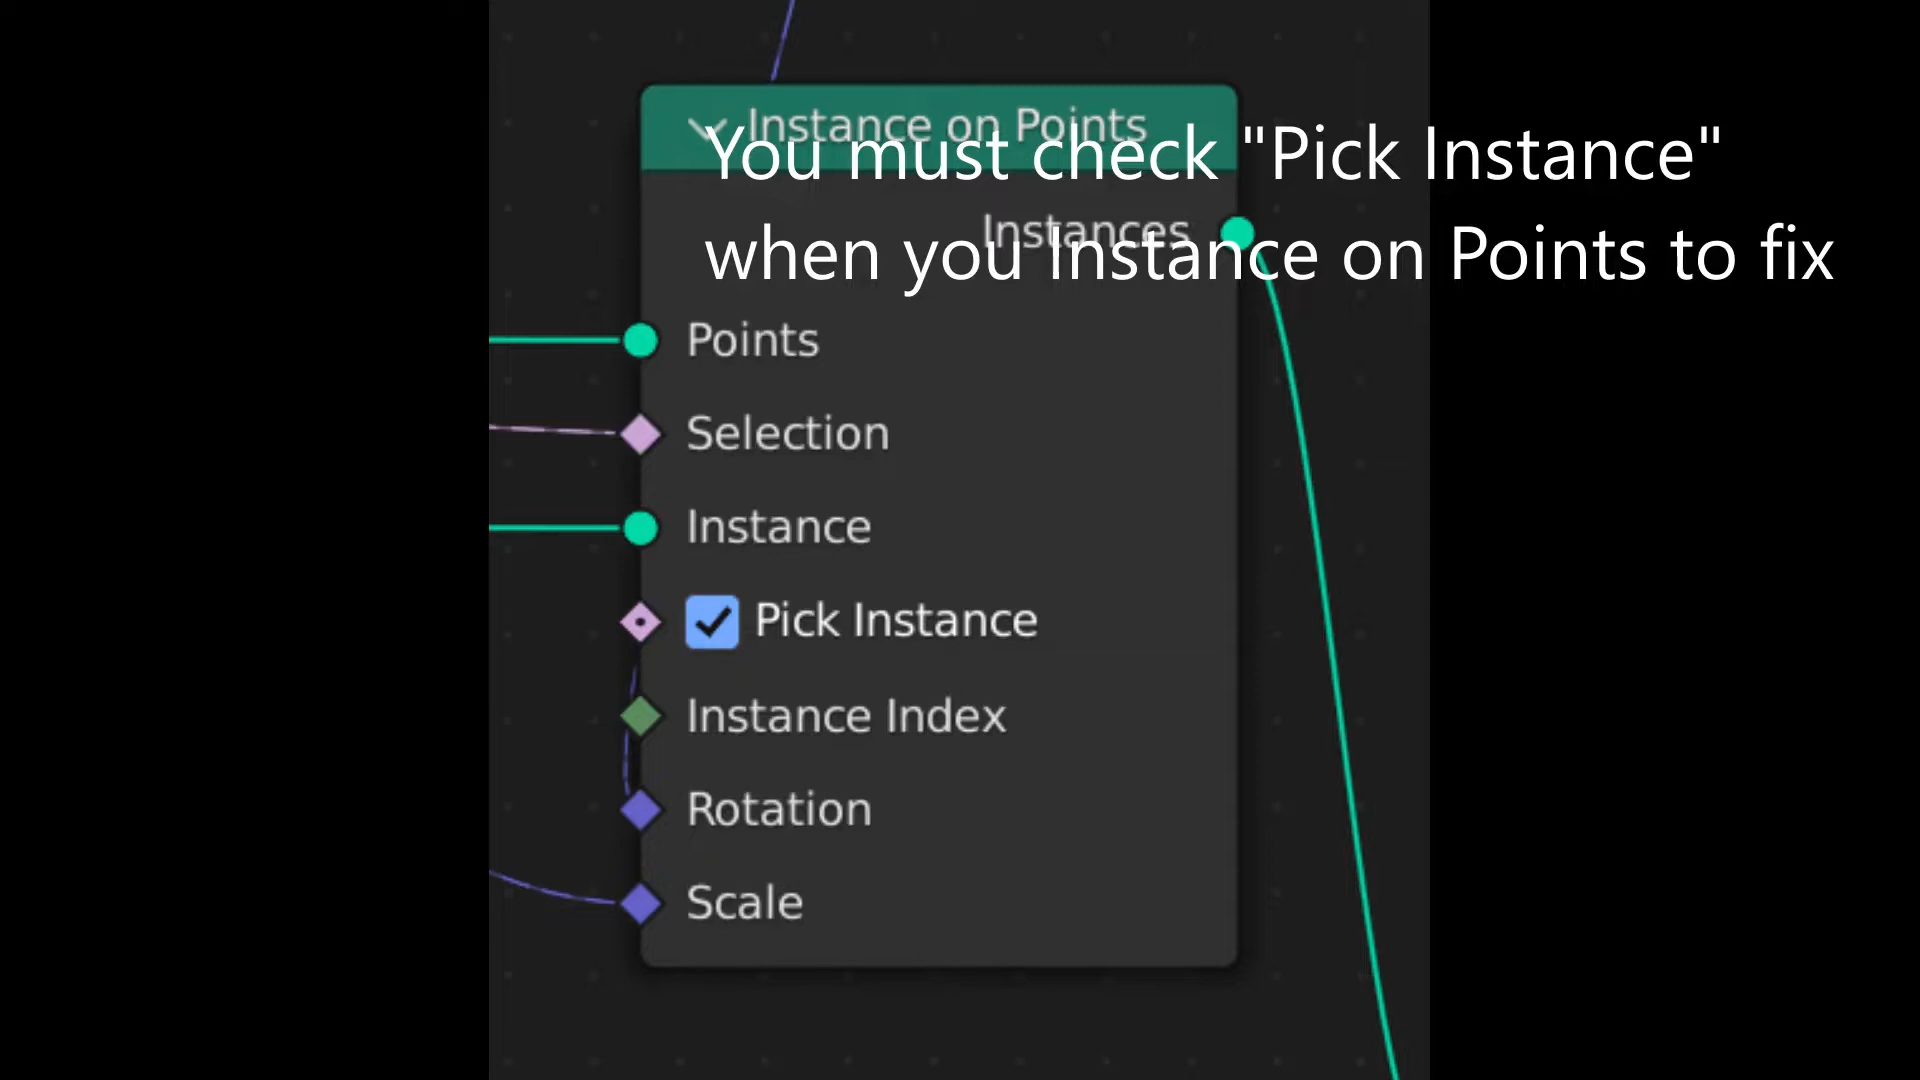 Instance on Points
You must check "Pick Instance"
Instances
when you Instance on Points to fix
Points
Selection
Instance
Pick Instance
Instance Index
Rotation
Scale